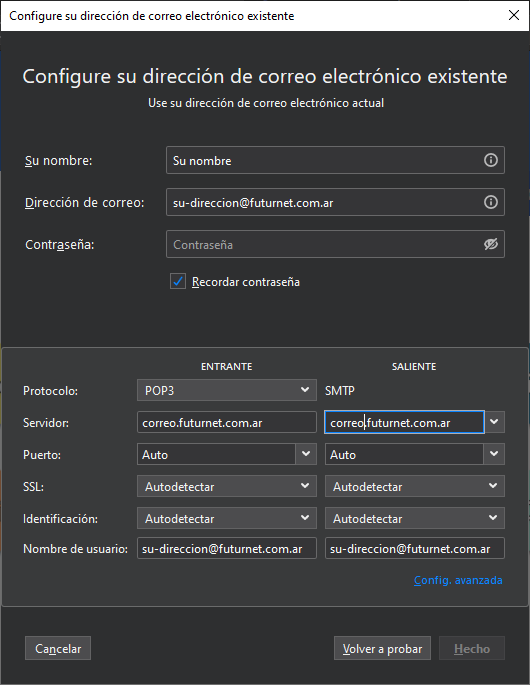 Configure su dirección de correo electrónico existente
Configure su dirección de correo electrónico existente
Use su dirección de correo electrónico actual
Su nombre: Su nombre
Dirección de correo: su-direccion@futurnet.com.ar
Contraseña: Contraseña
Recordar contraseña
ENTRANTE SALIENTE
Protocolo: POP3 SMTP
Servidor: correo.futurnet.com.ar correo.futurnet.com.ar
Puerto: Auto Auto
SSL: Autodetectar Autodetectar
Identificación: Autodetectar Autodetectar
Nombre de usuario: su-direccion@futurnet.com.ar su-direccion@futurnet.com.ar
Config. avanzada
Cancelar Volver a probar Hecho